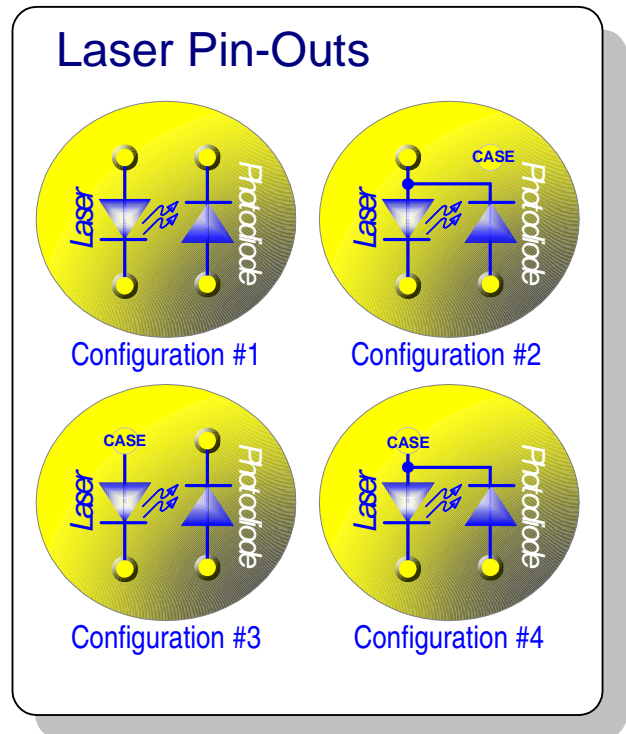 Laser Pin-Outs
Laser
Photodiode
Configuration #1
CASE
Laser
Photodiode
Configuration #2
CASE
Laser
Photodiode
Configuration #3
CASE
Laser
Photodiode
Configuration #4